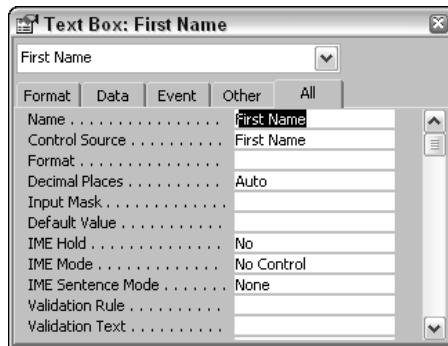 Text Box: First Name
First Name
Format Data Event Other All
Name . . . . . . . . . . . . . . . . First Name
Control Source . . . . . . . . . . First Name
Format . . . . . . . . . . . . . . .
Decimal Places . . . . . . . . . . Auto
Input Mask . . . . . . . . . . . .
Default Value . . . . . . . . . . .
IME Hold . . . . . . . . . . . . . No
IME Mode . . . . . . . . . . . . . No Control
IME Sentence Mode . . . . . . . None
Validation Rule . . . . . . . . . .
Validation Text . . . . . . . . . .